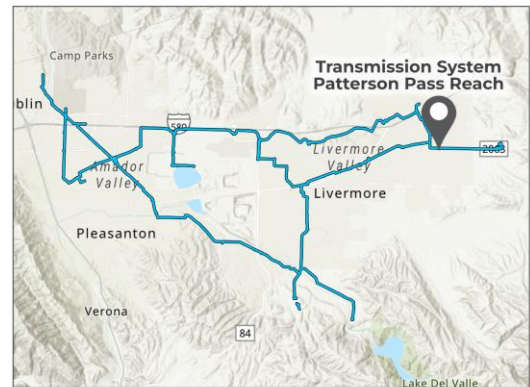 Camp Parks
Transmission System
Patterson Pass Reach
ublin
580
Livermore
Valley
Amador
Valley
Livermore
Pleasanton
Verona
84
Lake Del Valle